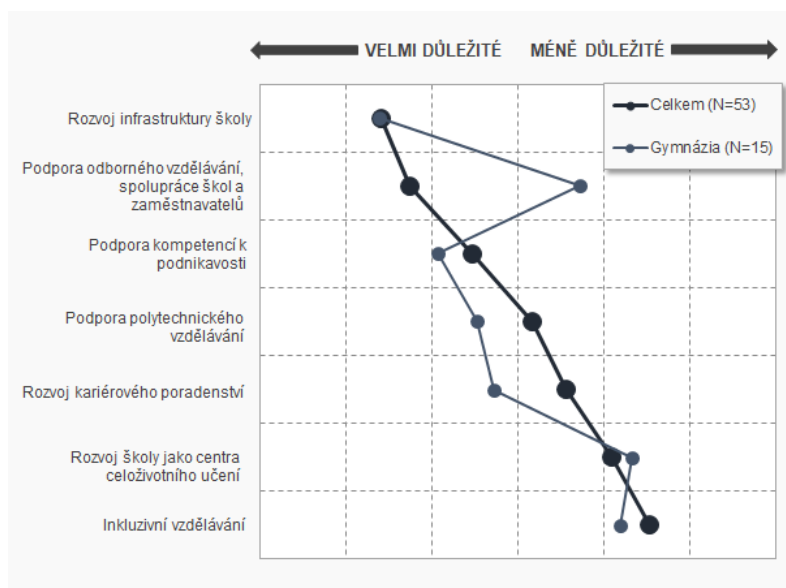 VELMI DŮLEŽITÉ MÉNĚ DŮLEŽITÉ
Celkem (N=53)
Gymnázia (N=15)
Rozvoj infrastruktury školy
Podpora odborného vzdělávání,
spolupráce škol a
zaměstnavatelů
Podpora kompetencí k
podnikavosti
Podpora polytechnického
vzdělávání
Rozvoj kariérového poradenství
Rozvoj školy jako centra
celoživotního učení
Inkluzivní vzdělávání